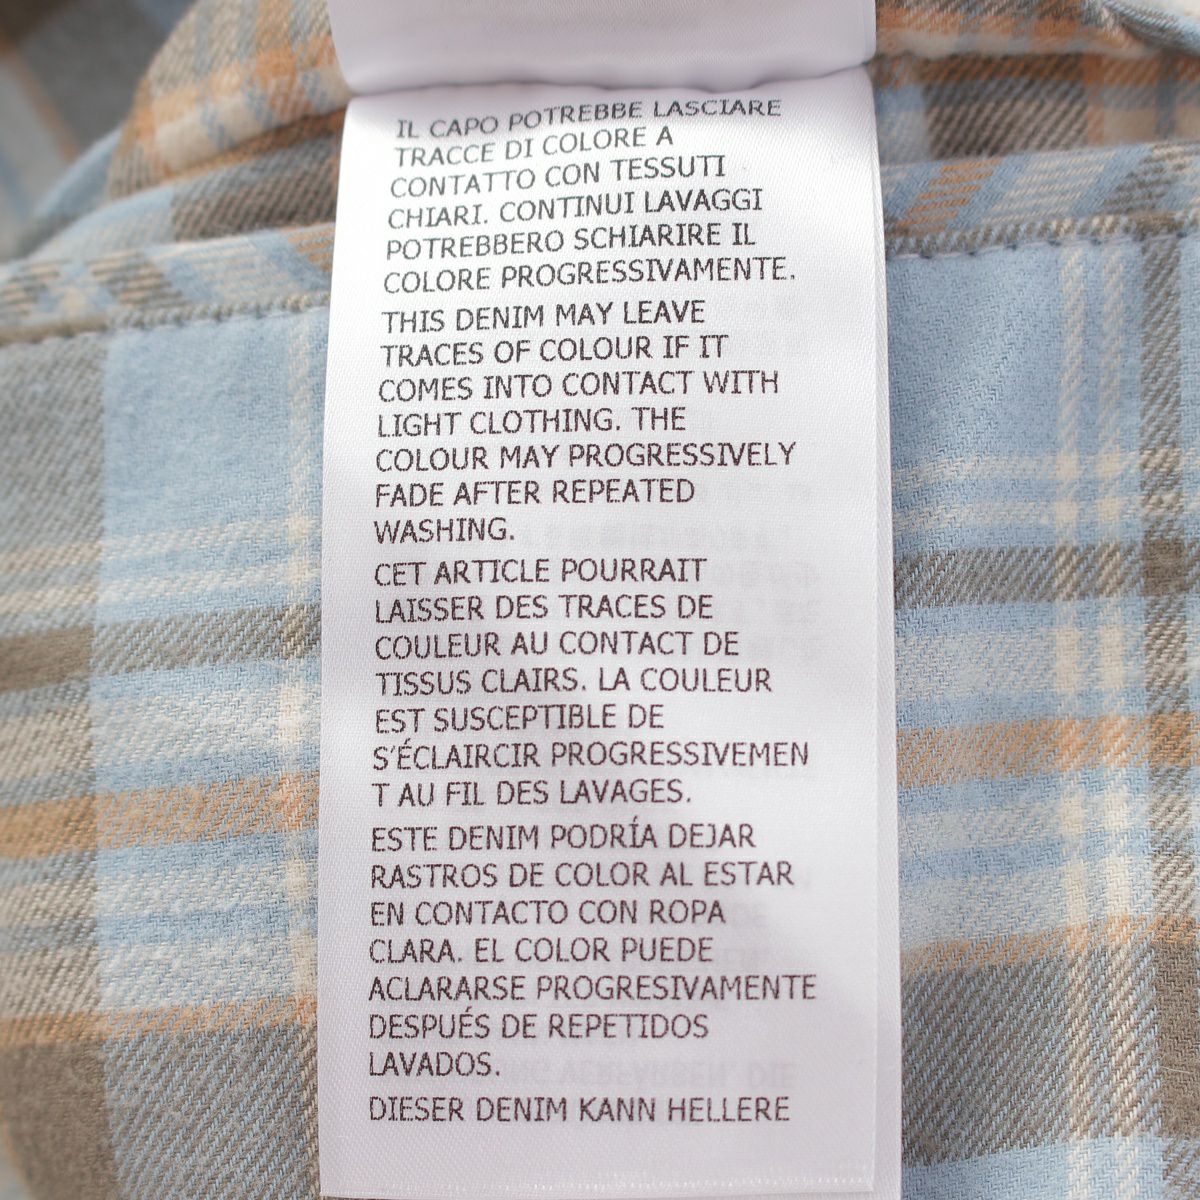 IL CAPO POTREBBE LASCIARE
TRACCE DI COLORE A
CONTATTO CON TESSUTI
CHIARI. CONTINUI LAVAGGI
POTREBBERO SCHIARIRE IL
COLORE PROGRESSIVAMENTE.
THIS DENIM MAY LEAVE
TRACES OF COLOUR IF IT
COMES INTO CONTACT WITH
LIGHT CLOTHING. THE
COLOUR MAY PROGRESSIVELY
FADE AFTER REPEATED
WASHING.
CET ARTICLE POURRAIT
LAISSER DES TRACES DE
COULEUR AU CONTACT DE
TISSUS CLAIRS. LA COULEUR
EST SUSCEPTIBLE DE
S'ÉCLAIRCIR PROGRESSIVEMEN
T AU FIL DES LAVAGES.
ESTE DENIM PODRÍA DEJAR
RASTROS DE COLOR AL ESTAR
EN CONTACTO CON ROPA
CLARA. EL COLOR PUEDE
ACLARARSE PROGRESIVAMENTE
DESPUÉS DE REPETIDOS
LAVADOS.
DIESER DENIM KANN HELLERE